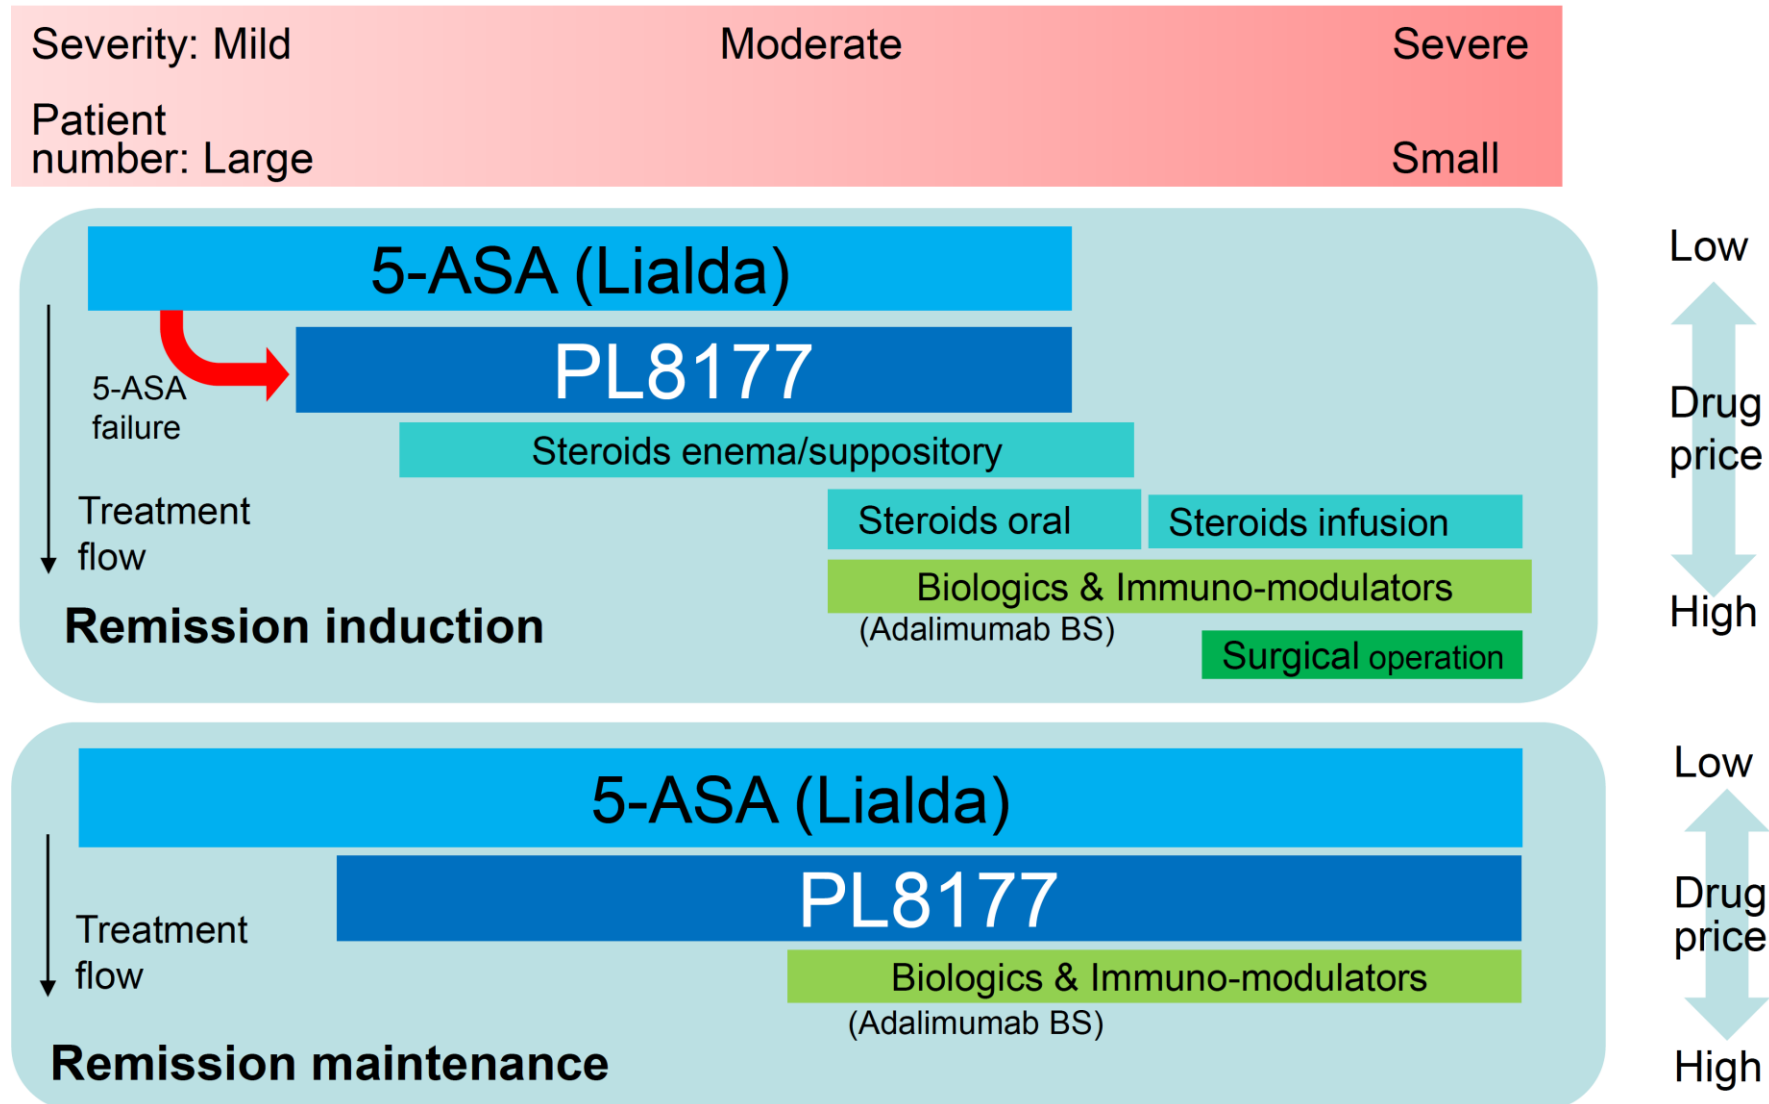 Severity: Mild
Moderate
Severe
Patient
number: Large
Small
5-ASA (Lialda)
PL8177
5-ASA
failure
Steroids enema/suppository
Treatment
flow
Steroids oral
Steroids infusion
Biologics & Immuno-modulators
(Adalimumab BS)
Surgical operation
Remission induction
Low
Drug
price
High
5-ASA (Lialda)
PL8177
Treatment
flow
Biologics & Immuno-modulators
(Adalimumab BS)
Remission maintenance
Low
Drug
price
High